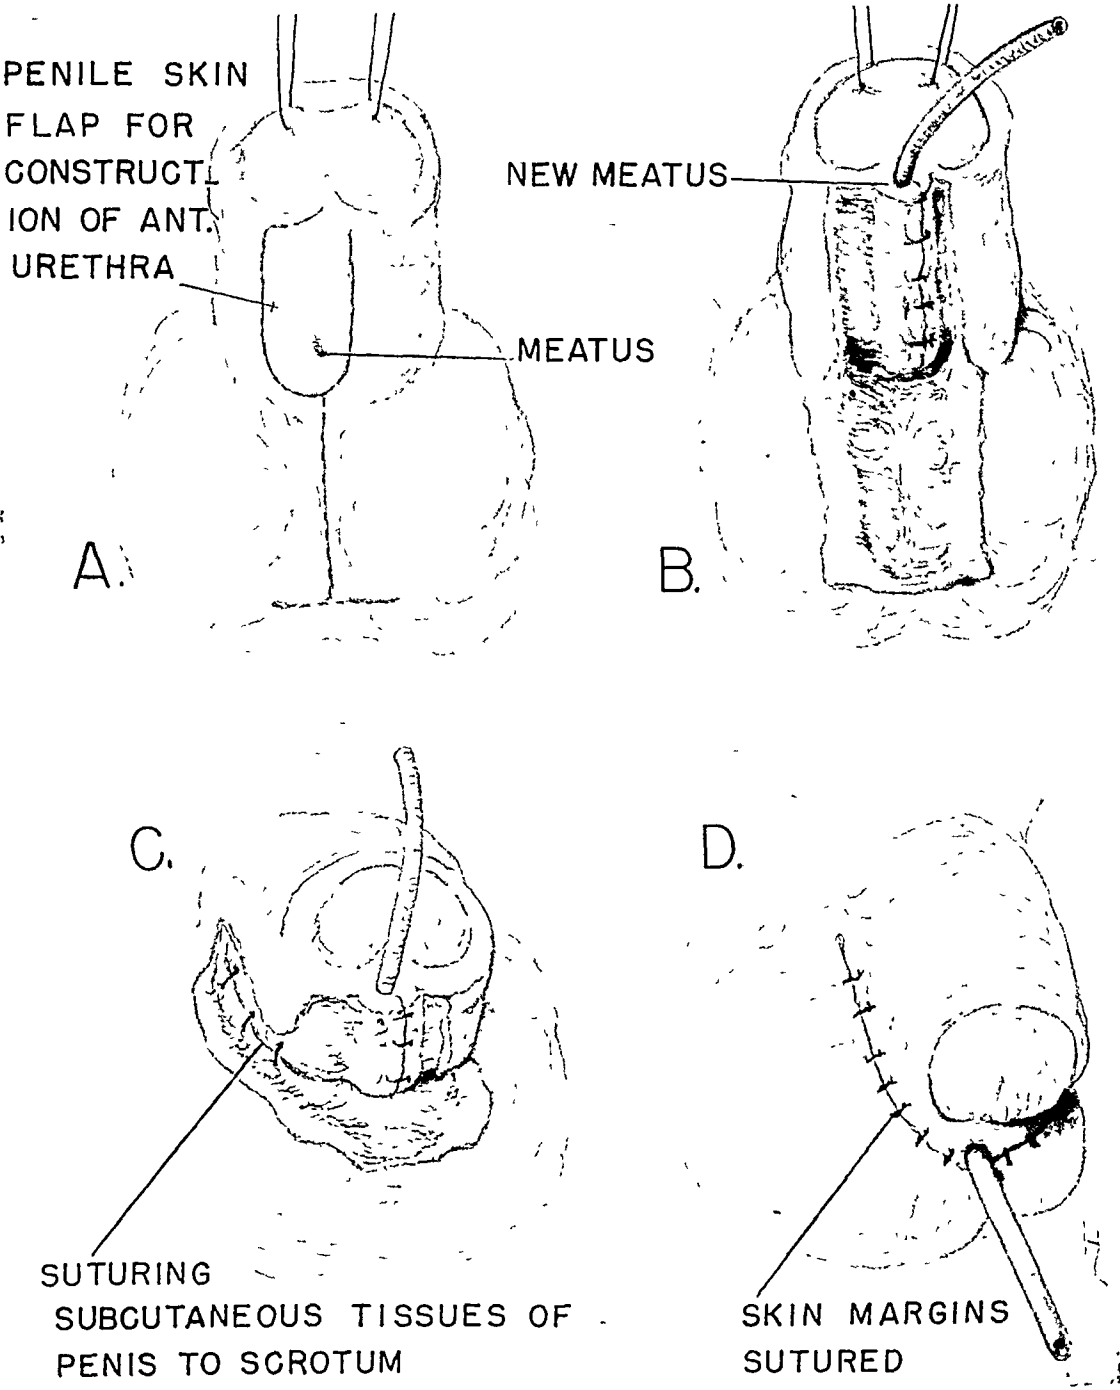 PENILE SKIN
FLAP FOR
CONSTRUCT-
ION OF ANT.
URETHRA
MEATUS
A.
NEW MEATUS
B.
C.
SUTURING
SUBCUTANEOUS TISSUES OF
PENIS TO SCROTUM
D.
SKIN MARGINS
SUTURED